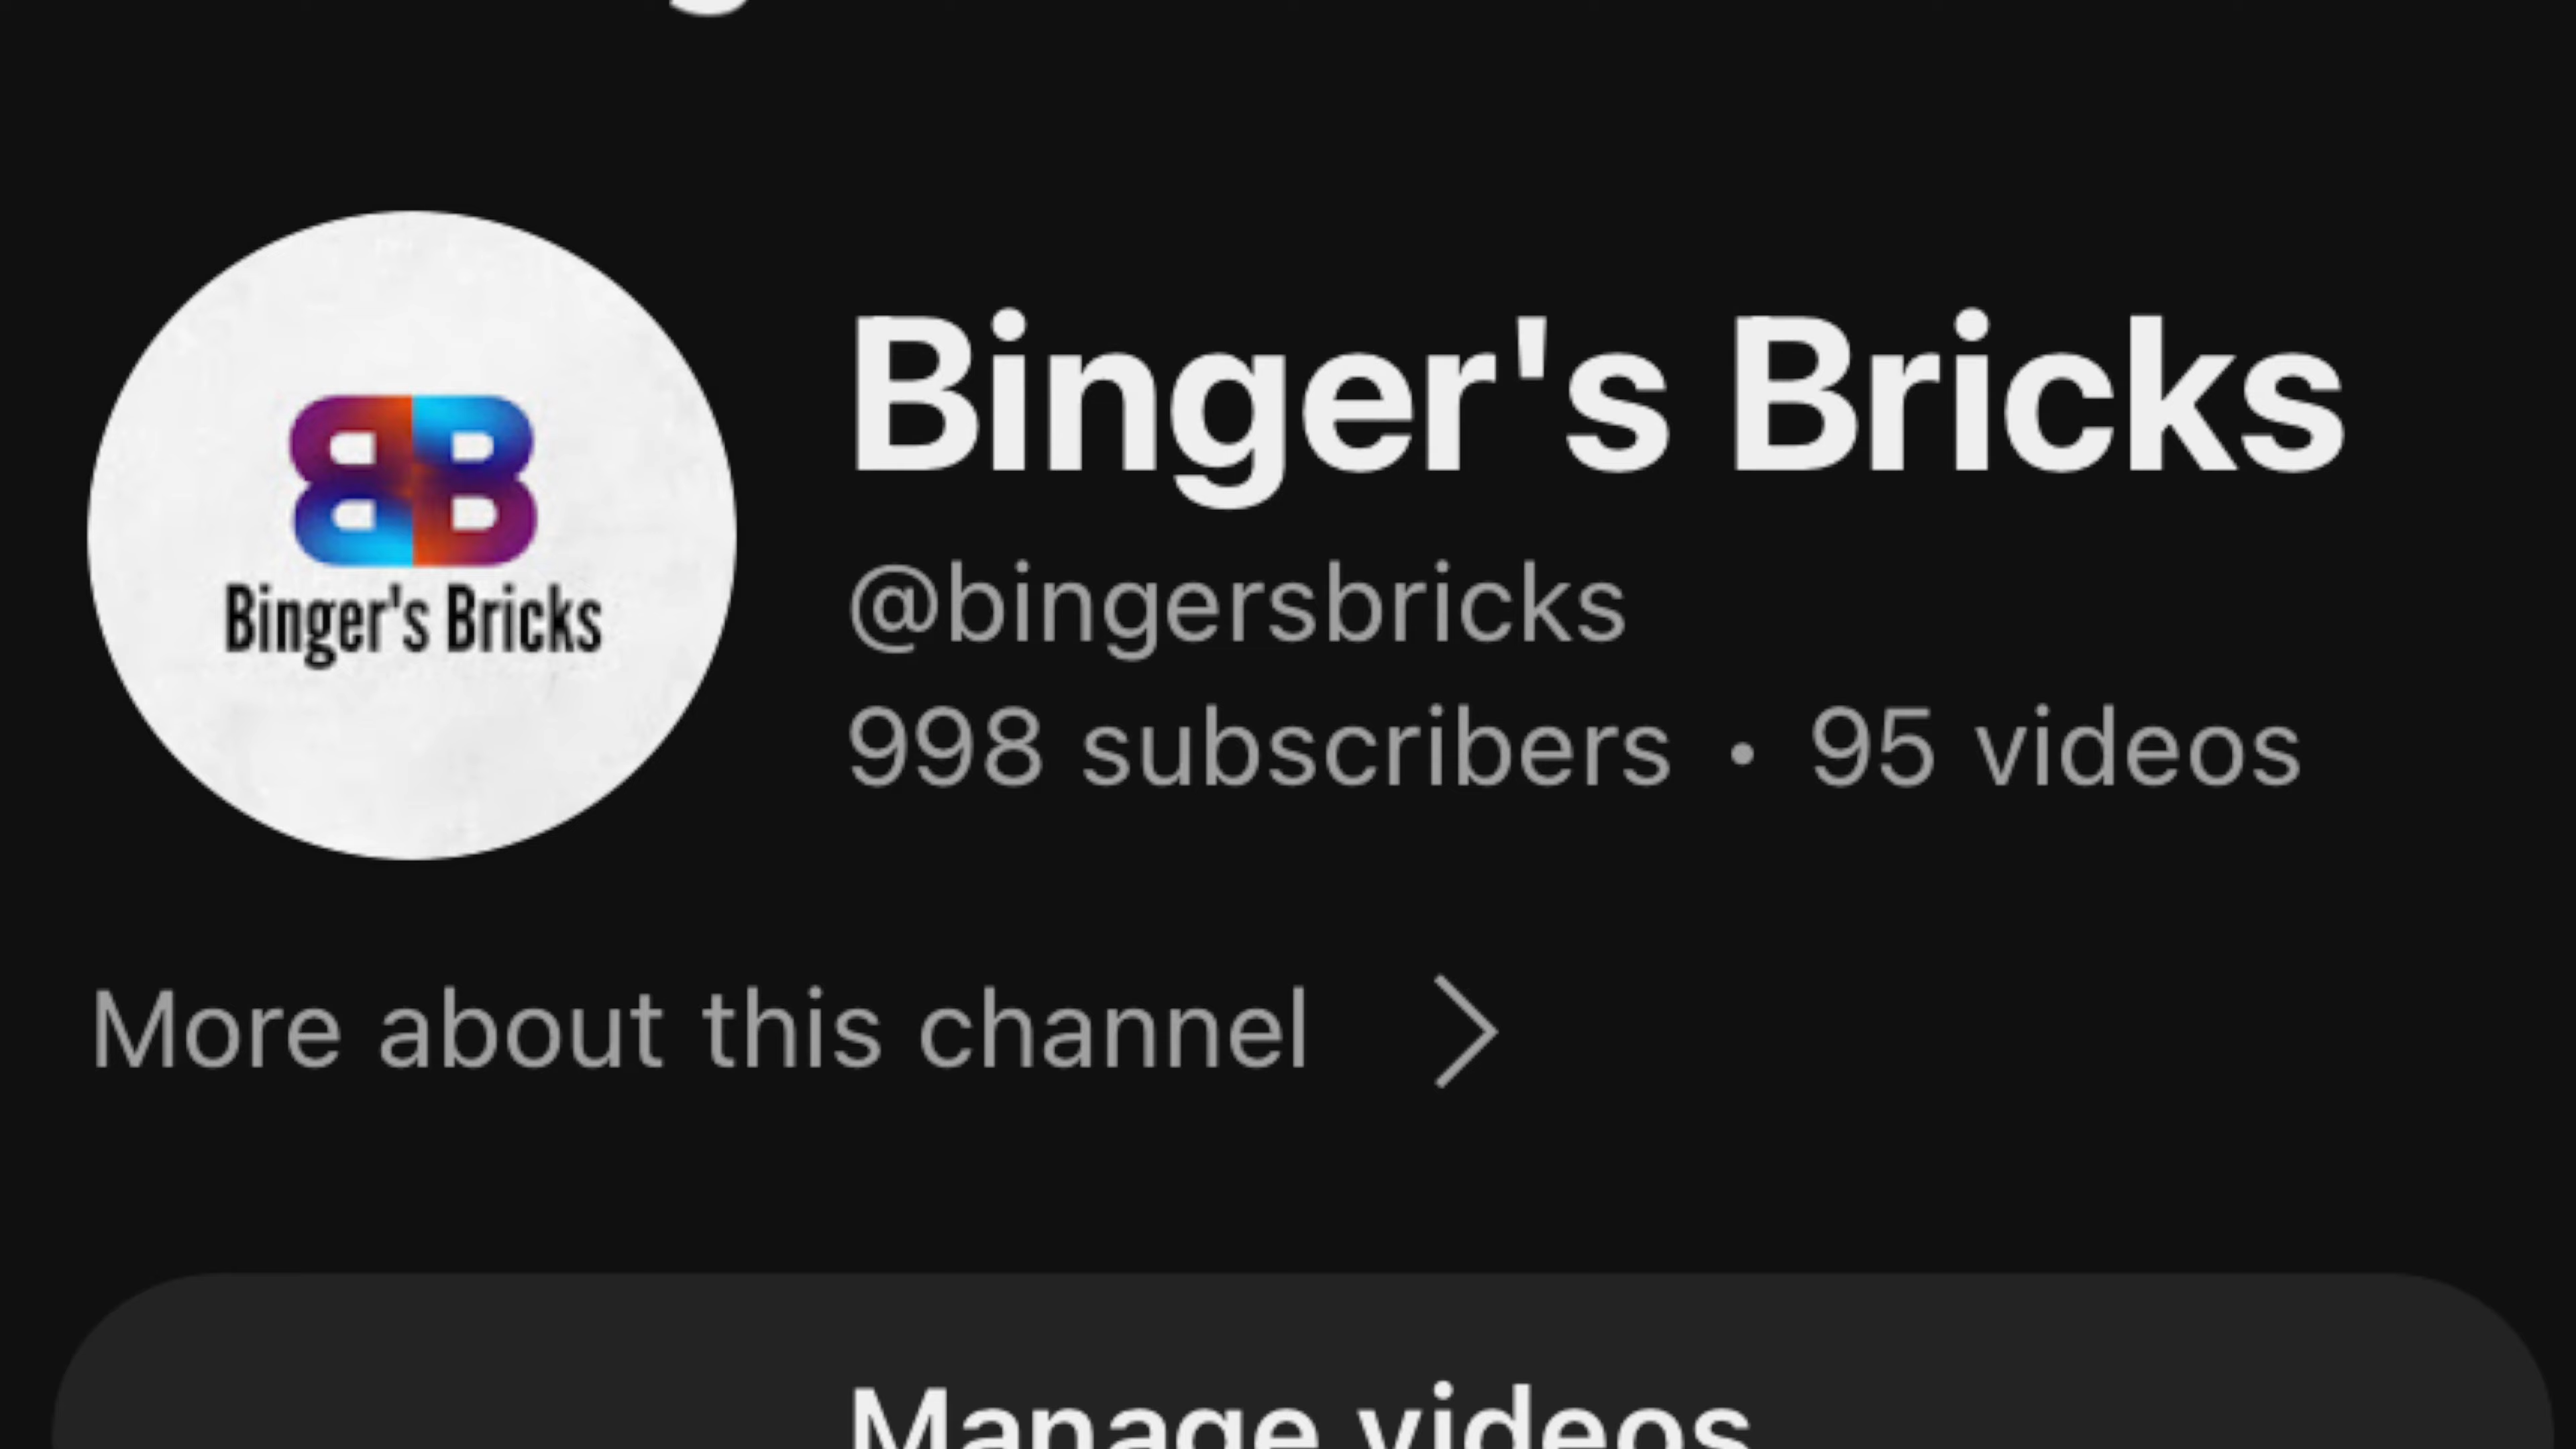 Binger's Bricks
Binger's Bricks
@bingersbricks
998 subscribers • 95 videos
More about this channel
Manage videos